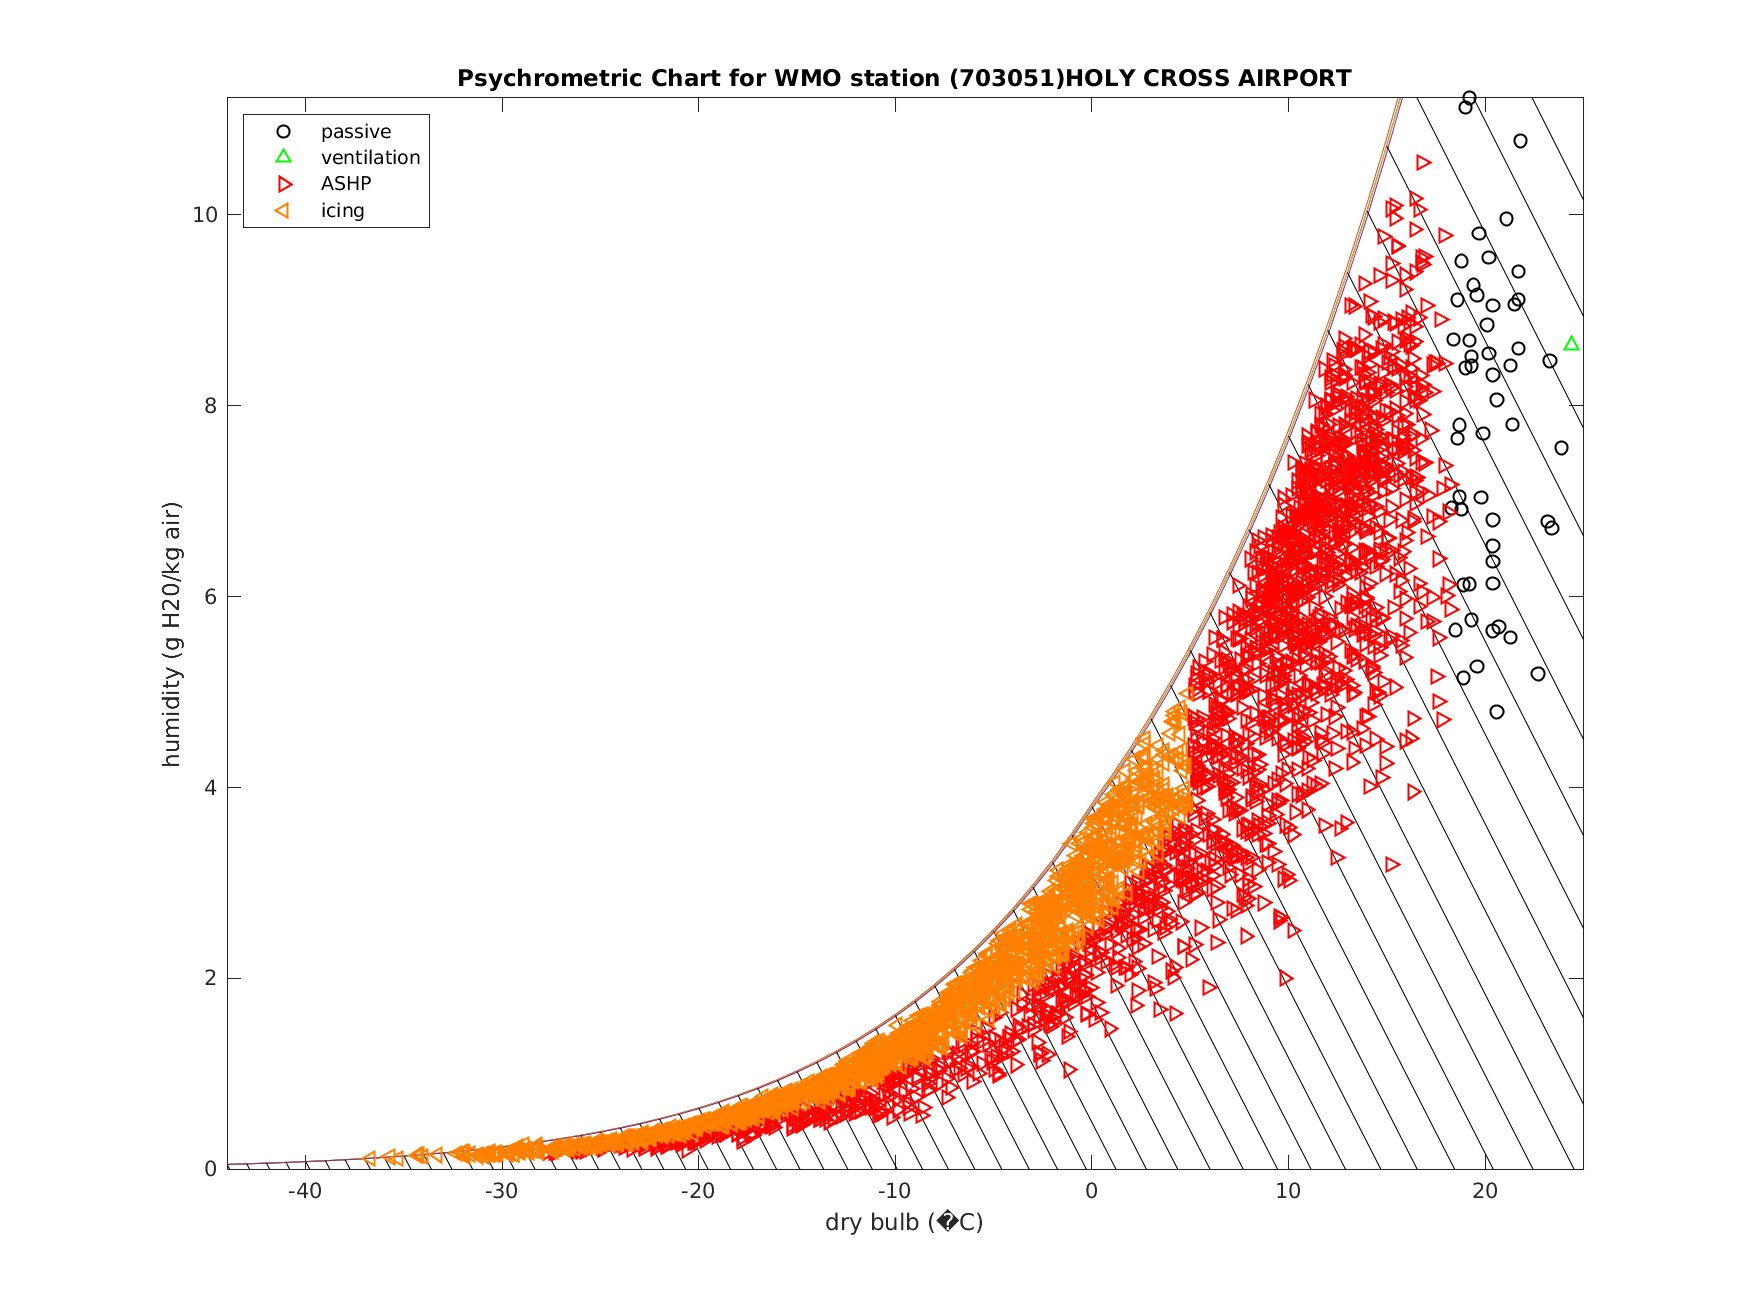 Psychrometric Chart for WMO station (703051)HOLY CROSS AIRPORT
passive
ventilation
ASHP
icing
10
8
6
4
2
0
humidity (g H20/kg air)
-40 -30 -20 -10 0 10 20
dry bulb (�C)